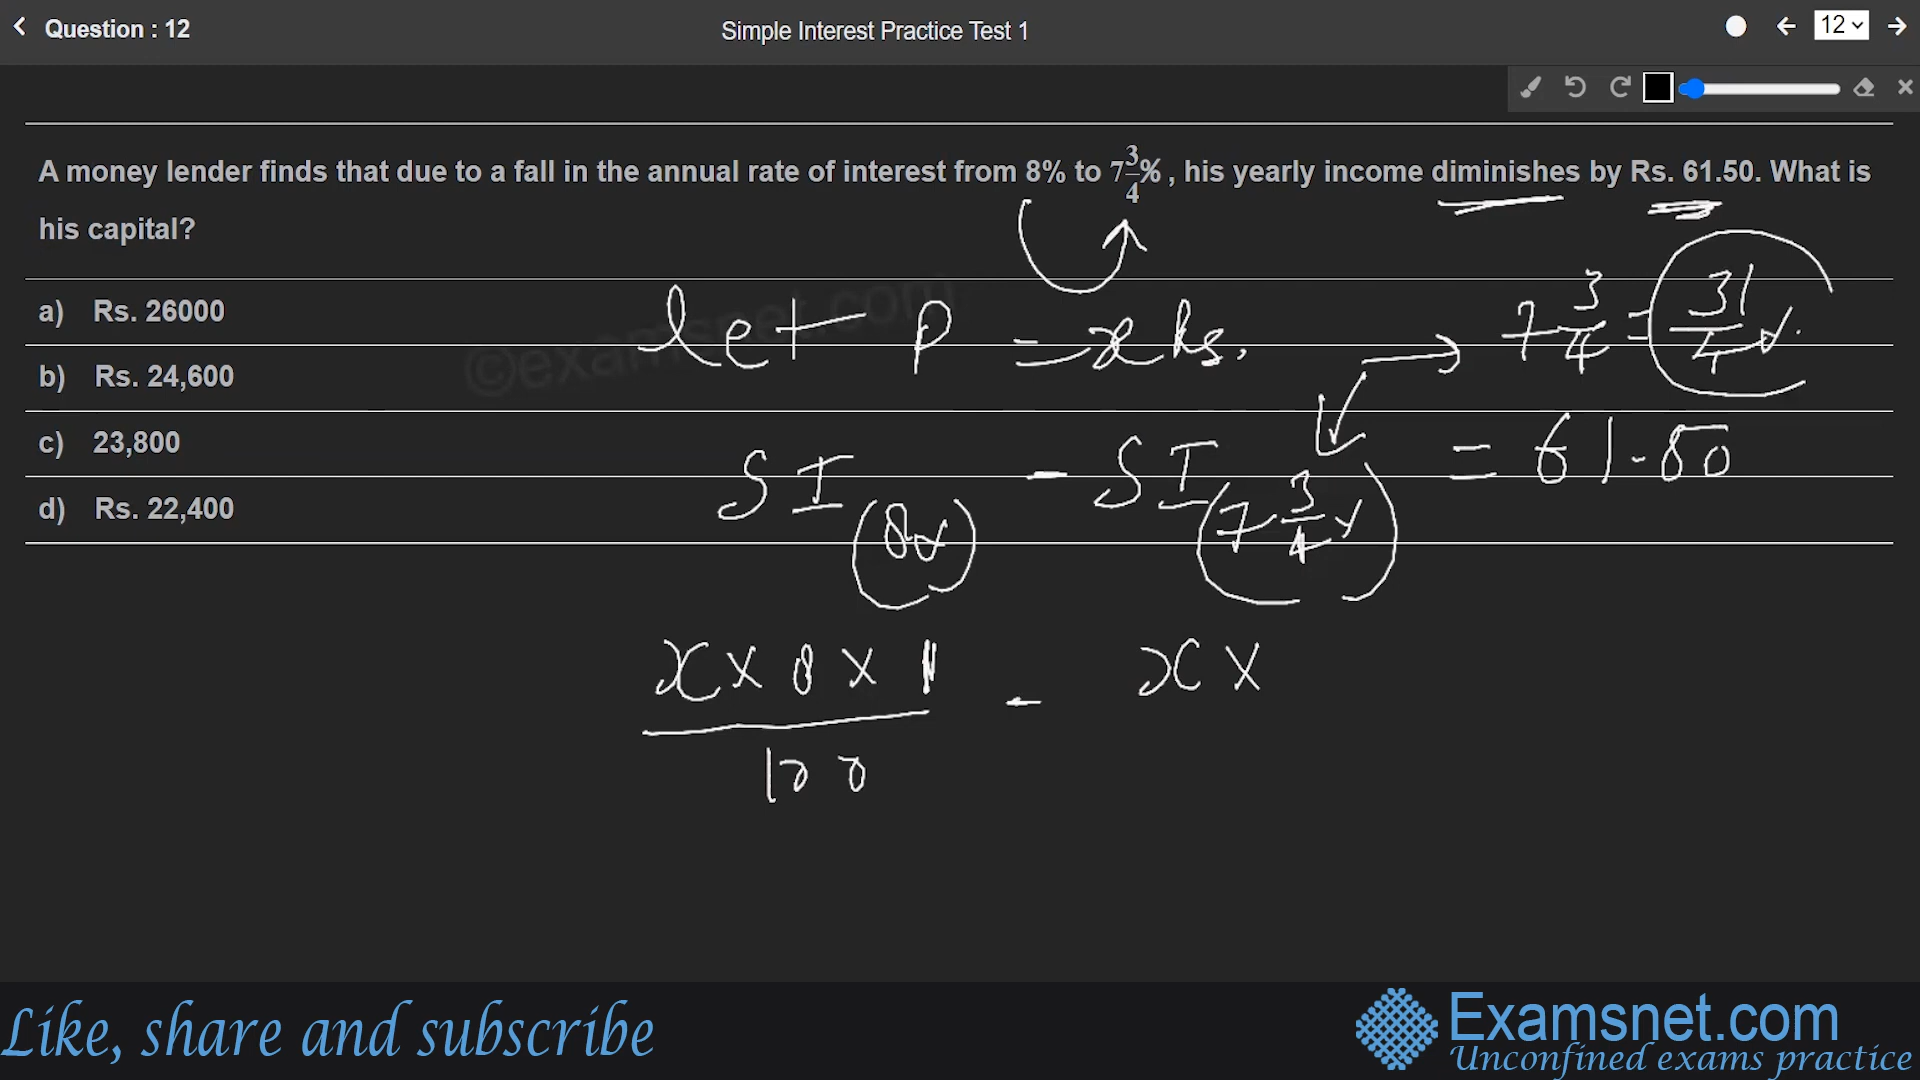 Question : 12
Simple Interest Practice Test 1
12
A money lender finds that due to a fall in the annual rate of interest from 8% to 7 3/4 %, his yearly income diminishes by Rs. 61.50. What is
his capital?
a) Rs. 26000
b) Rs. 24,600
c) 23,800
d) Rs. 22,400
©examsnet.com
let P = x Rs.
7 3/4 = 31/4 %.
SI (8%) - SI (7 3/4 %) = 61.50
x × 8 × 1 / 100 - x ×
Like, share and subscribe
Examsnet.com
Unconfined exams practice